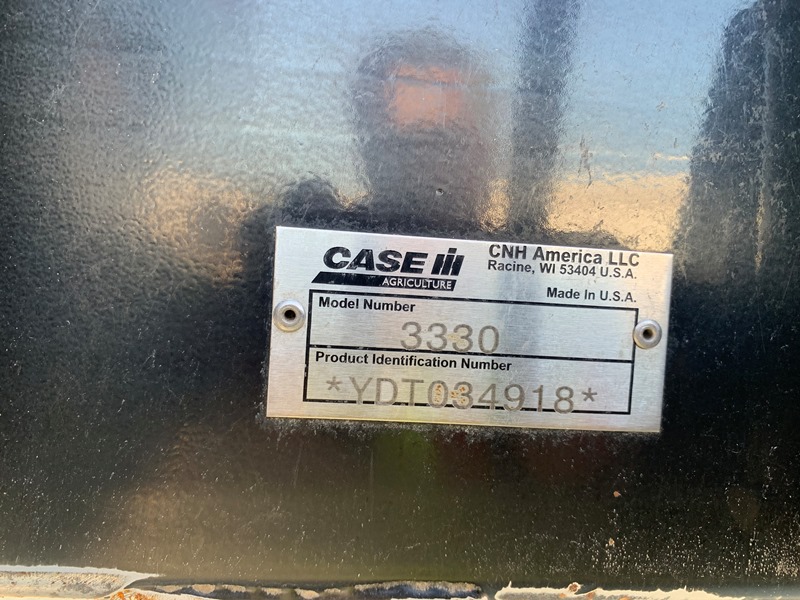 CASE IH
AGRICULTURE
CNH America LLC
Racine, WI 53404 U.S.A.
Made In U.S.A.
Model Number
3330
Product Identification Number
*YDT034918*